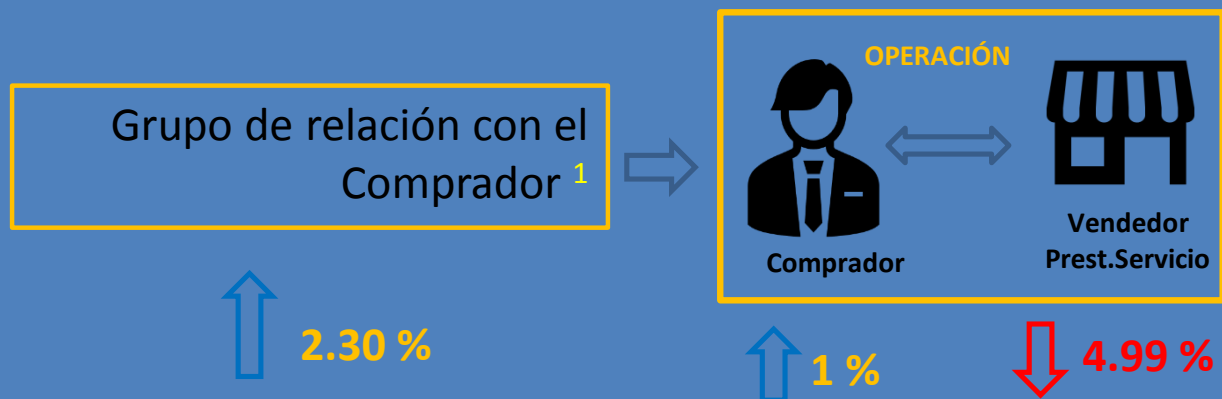 OPERACIÓN
Grupo de relación con el
Comprador 1
Comprador
Vendedor
Prest.Servicio
2.30 %
1 %
4.99 %